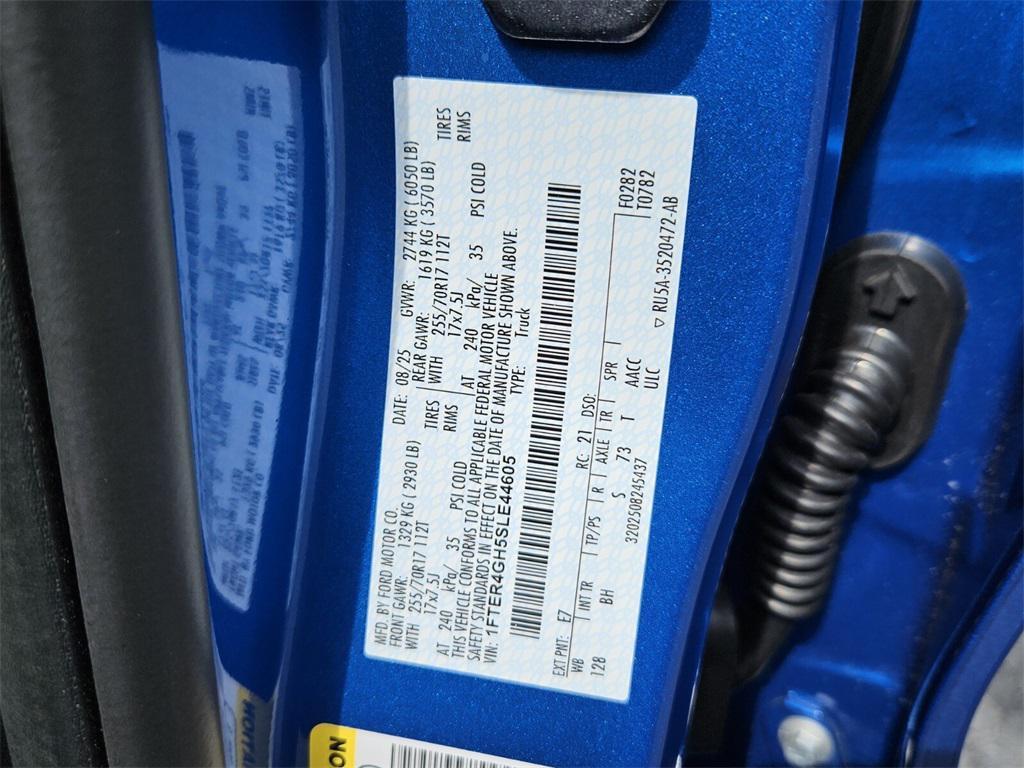 MFD. BY FORD MOTOR CO.
DATE: 08/25
GVWR: 2744 KG ( 6050 LB)
FRONT GAWR: 1329 KG ( 2930 LB)
REAR GAWR: 1619 KG ( 3570 LB)
WITH 255/70R17 112T TIRES
WITH 255/70R17 112T TIRES
17x7.5J RIMS
17x7.5J RIMS
AT 240 kPa/ 35 PSI COLD
AT 240 kPa/ 35 PSI COLD
THIS VEHICLE CONFORMS TO ALL APPLICABLE FEDERAL MOTOR VEHICLE
SAFETY STANDARDS IN EFFECT ON THE DATE OF MANUFACTURE SHOWN ABOVE.
VIN: 1FTER4GH5SLE44605
TYPE: Truck
EXT PNT: E7 RC: 21 DSO: F0282
T0782
WB INT TR TP/PS R AXLE TR SPR
128 BH S 73 T AACC
ULC
3202508245437
▽ RU5A-3520472-AB